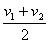 v₁ + v₂
2